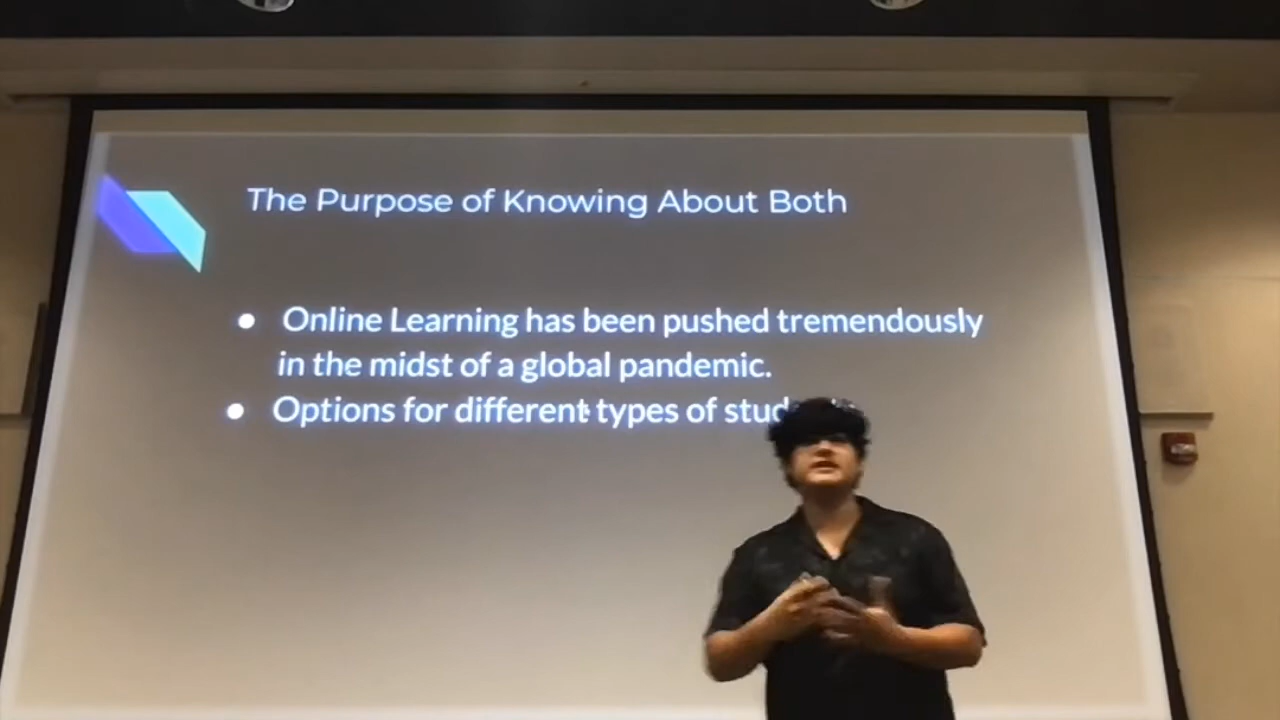 The Purpose of Knowing About Both
● Online Learning has been pushed tremendously
in the midst of a global pandemic.
● Options for different types of